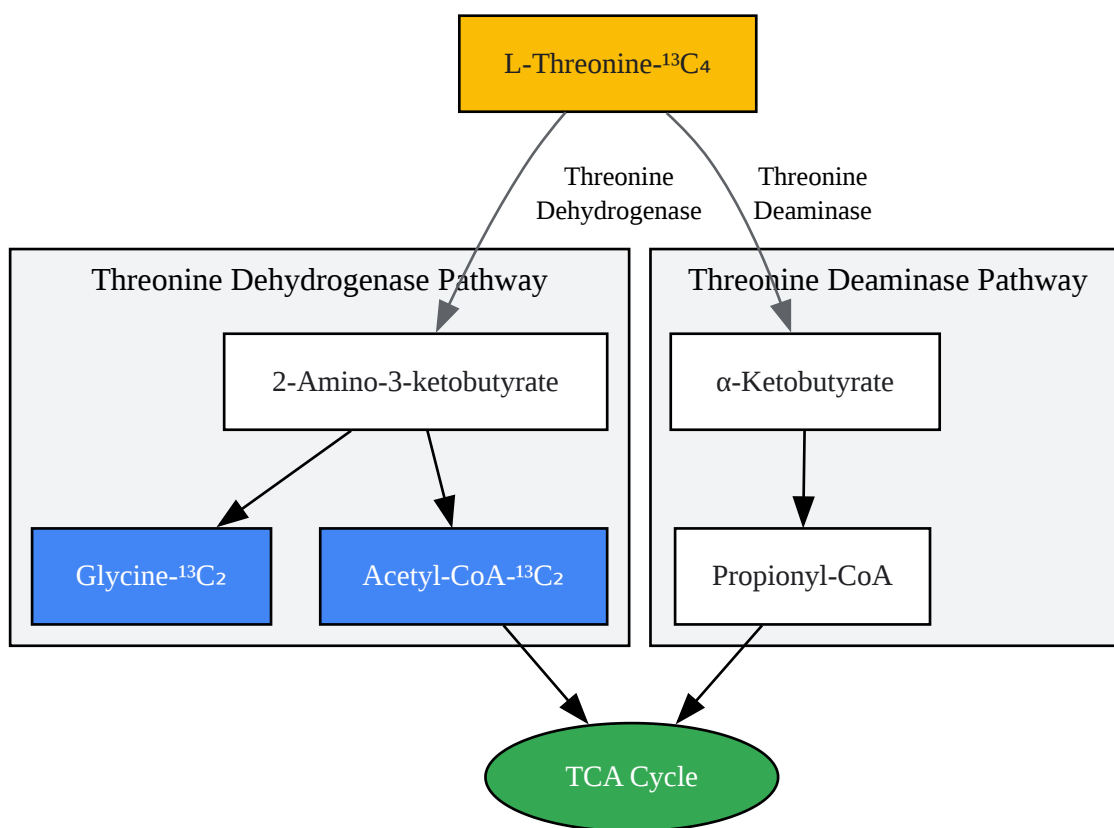 L-Threonine-¹³C₄
Threonine
Dehydrogenase
Threonine
Deaminase
Threonine Dehydrogenase Pathway
Threonine Deaminase Pathway
2-Amino-3-ketobutyrate
α-Ketobutyrate
Glycine-¹³C₂
Acetyl-CoA-¹³C₂
Propionyl-CoA
TCA Cycle